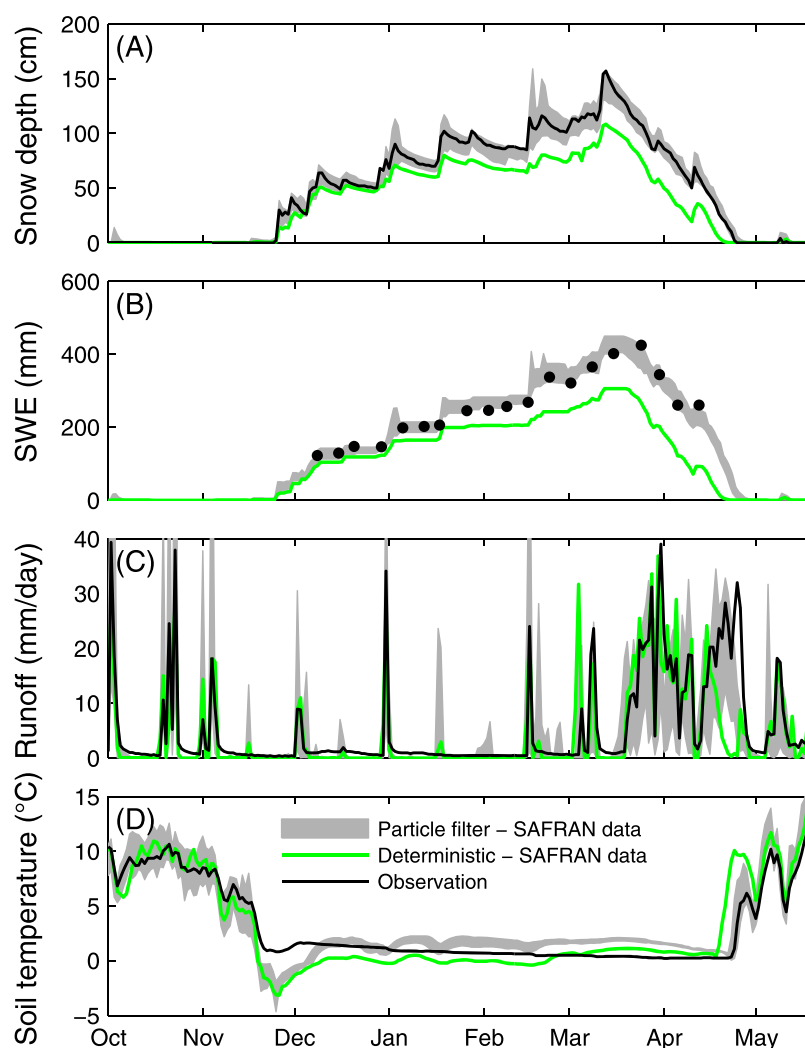 Snow depth (cm)
200
150
100
50
0
(A)
SWE (mm)
600
400
200
0
(B)
Runoff (mm/day)
40
30
20
10
0
(C)
Soil temperature (°C)
15
10
5
0
−5
(D)
Particle filter − SAFRAN data
Deterministic − SAFRAN data
Observation
Oct Nov Dec Jan Feb Mar Apr May